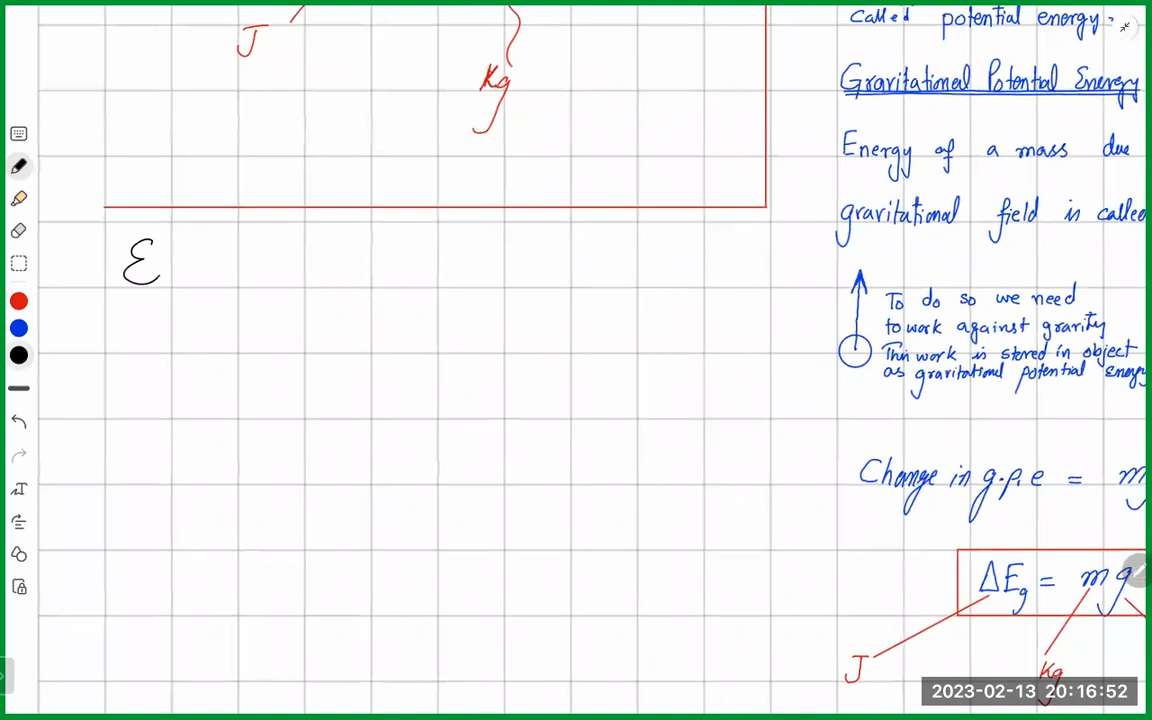 J
Kg
E
called potential energy.
Gravitational Potential Energy
Energy of a mass due
gravitational field is called
To do so we need
to work against gravity
This work is stored in object
as gravitational potential energy
Change in g.p.e = m
ΔEg = mg
J
Kg
2023-02-13 20:16:52